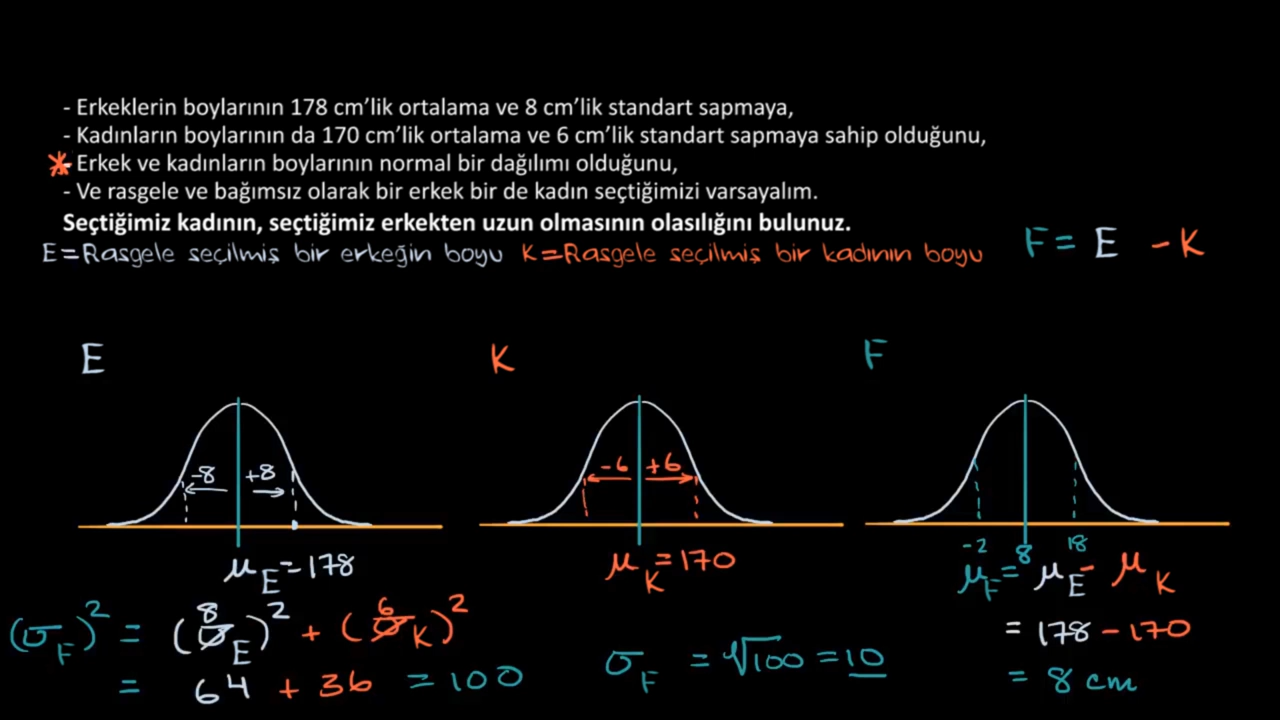 - Erkeklerin boylarının 178 cm'lik ortalama ve 8 cm'lik standart sapmaya,
- Kadınların boylarının da 170 cm'lik ortalama ve 6 cm'lik standart sapmaya sahip olduğunu,
- Erkek ve kadınların boylarının normal bir dağılımı olduğunu,
- Ve rasgele ve bağımsız olarak bir erkek bir de kadın seçtiğimizi varsayalım.
Seçtiğimiz kadının, seçtiğimiz erkekten uzun olmasının olasılığını bulunuz.
E=Rasgele seçilmiş bir erkeğin boyu K=Rasgele seçilmiş bir kadının boyu
F= E - K
E
K
F
-8 +8
-6 +6
-2 8 18
μE=178
μK=170
μF= μE- μK
= 178 - 170
= 8 cm
(σF)² = (8 σE)² + (6 σK)²
= 64 + 36 = 100
σF = √100 = 10